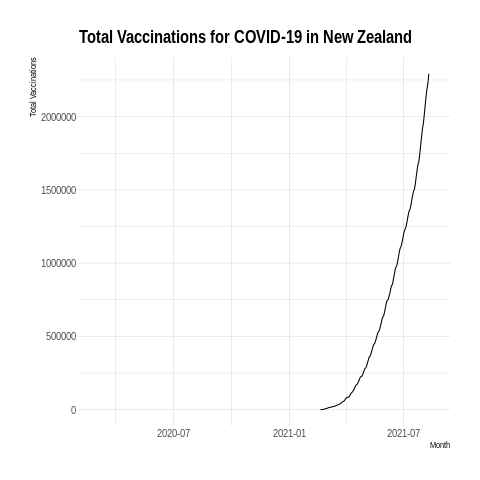 Total Vaccinations for COVID-19 in New Zealand
Total Vaccinations
2000000
1500000
1000000
500000
0
2020-07
2021-01
2021-07
Month